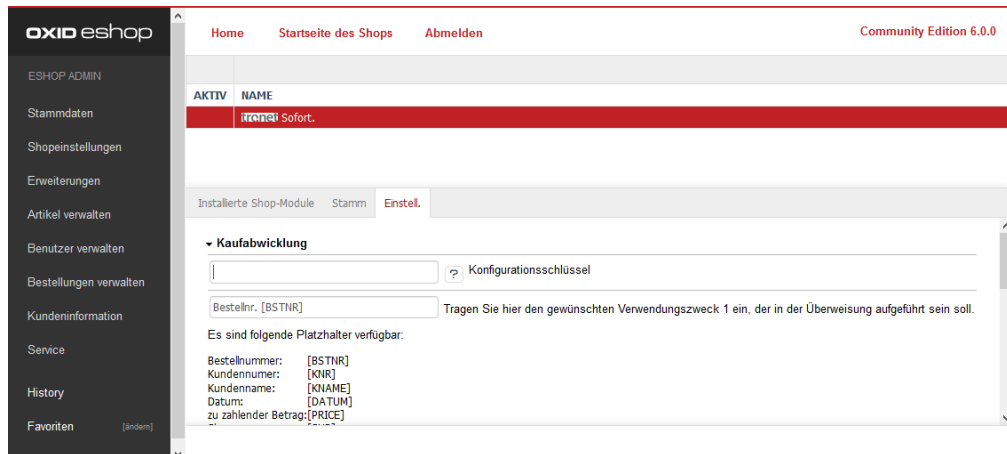 OXID eshop
Home Startseite des Shops Abmelden Community Edition 6.0.0
ESHOP ADMIN
Stammdaten
Shopeinstellungen
Erweiterungen
Artikel verwalten
Benutzer verwalten
Bestellungen verwalten
Kundeninformation
Service
History
Favoriten [ändern]
AKTIV NAME
tronet Sofort.
Installierte Shop-Module Stamm Einstell.
Kaufabwicklung
? Konfigurationsschlüssel
Bestellnr. [BSTNR] Tragen Sie hier den gewünschten Verwendungszweck 1 ein, der in der Überweisung aufgeführt sein soll.
Es sind folgende Platzhalter verfügbar:
Bestellnummer: [BSTNR]
Kundennumer: [KNR]
Kundenname: [KNAME]
Datum: [DATUM]
zu zahlender Betrag:[PRICE]